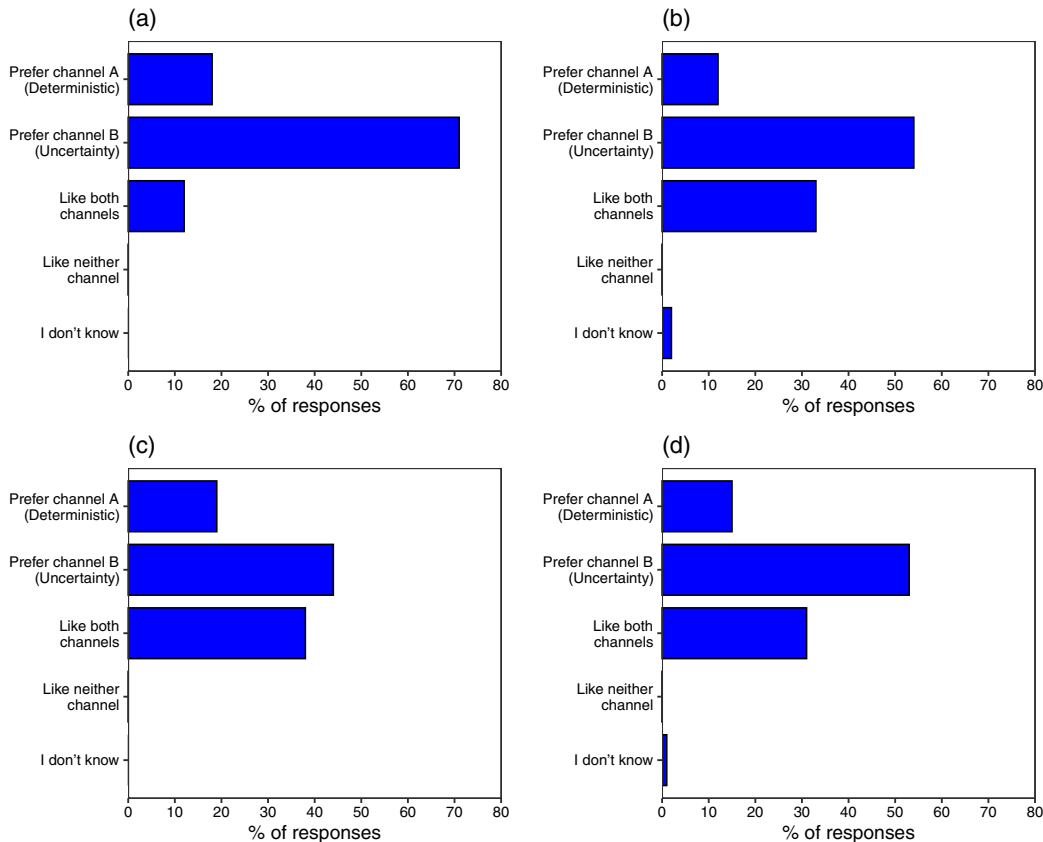 (a)
Prefer channel A
(Deterministic)
Prefer channel B
(Uncertainty)
Like both
channels
Like neither
channel
I don't know
0 10 20 30 40 50 60 70 80
% of responses
(b)
Prefer channel A
(Deterministic)
Prefer channel B
(Uncertainty)
Like both
channels
Like neither
channel
I don't know
0 10 20 30 40 50 60 70 80
% of responses
(c)
Prefer channel A
(Deterministic)
Prefer channel B
(Uncertainty)
Like both
channels
Like neither
channel
I don't know
0 10 20 30 40 50 60 70 80
% of responses
(d)
Prefer channel A
(Deterministic)
Prefer channel B
(Uncertainty)
Like both
channels
Like neither
channel
I don't know
0 10 20 30 40 50 60 70 80
% of responses